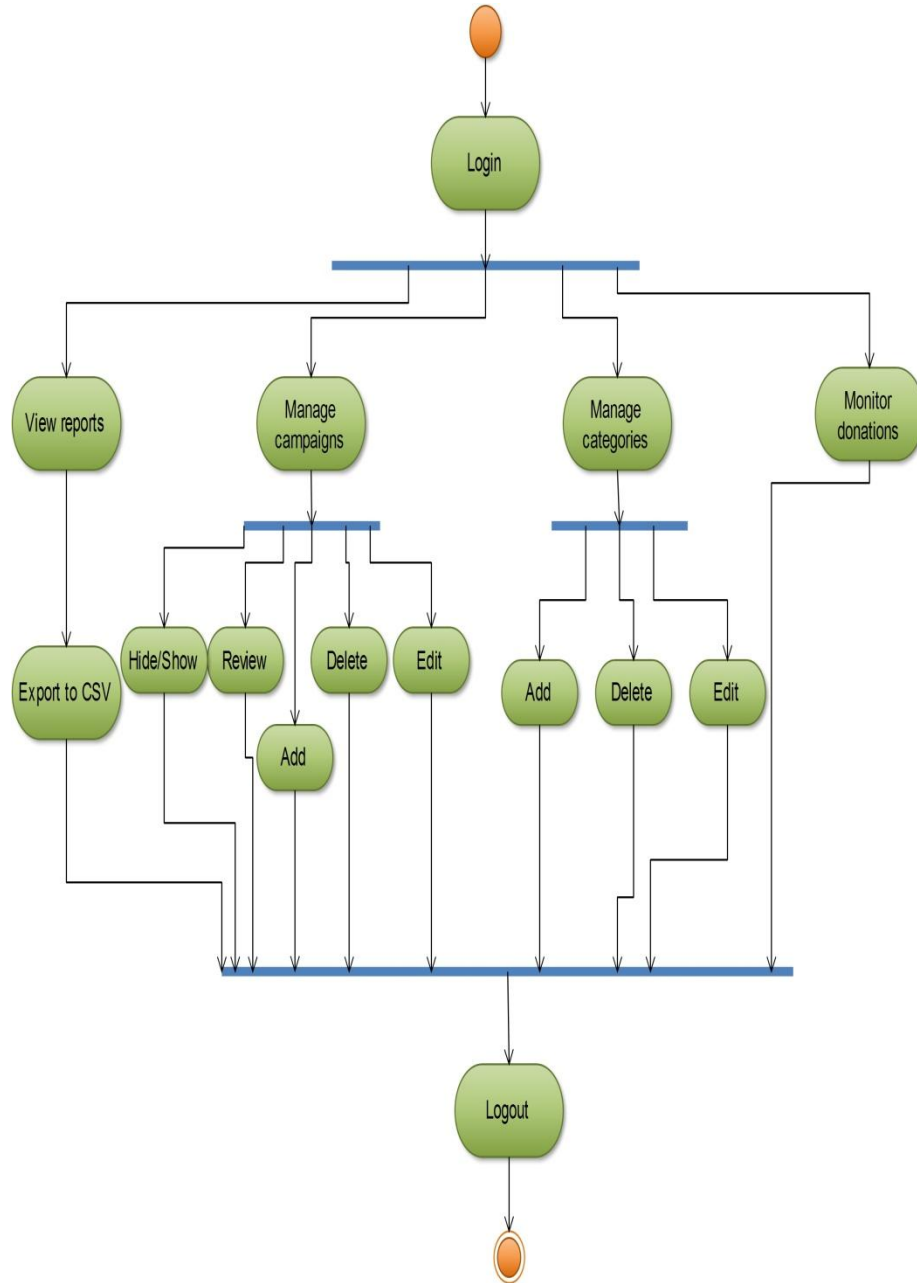 Login
View reports
Manage
campaigns
Manage
categories
Monitor
donations
Hide/Show
Review
Delete
Edit
Add
Delete
Edit
Export to CSV
Add
Logout